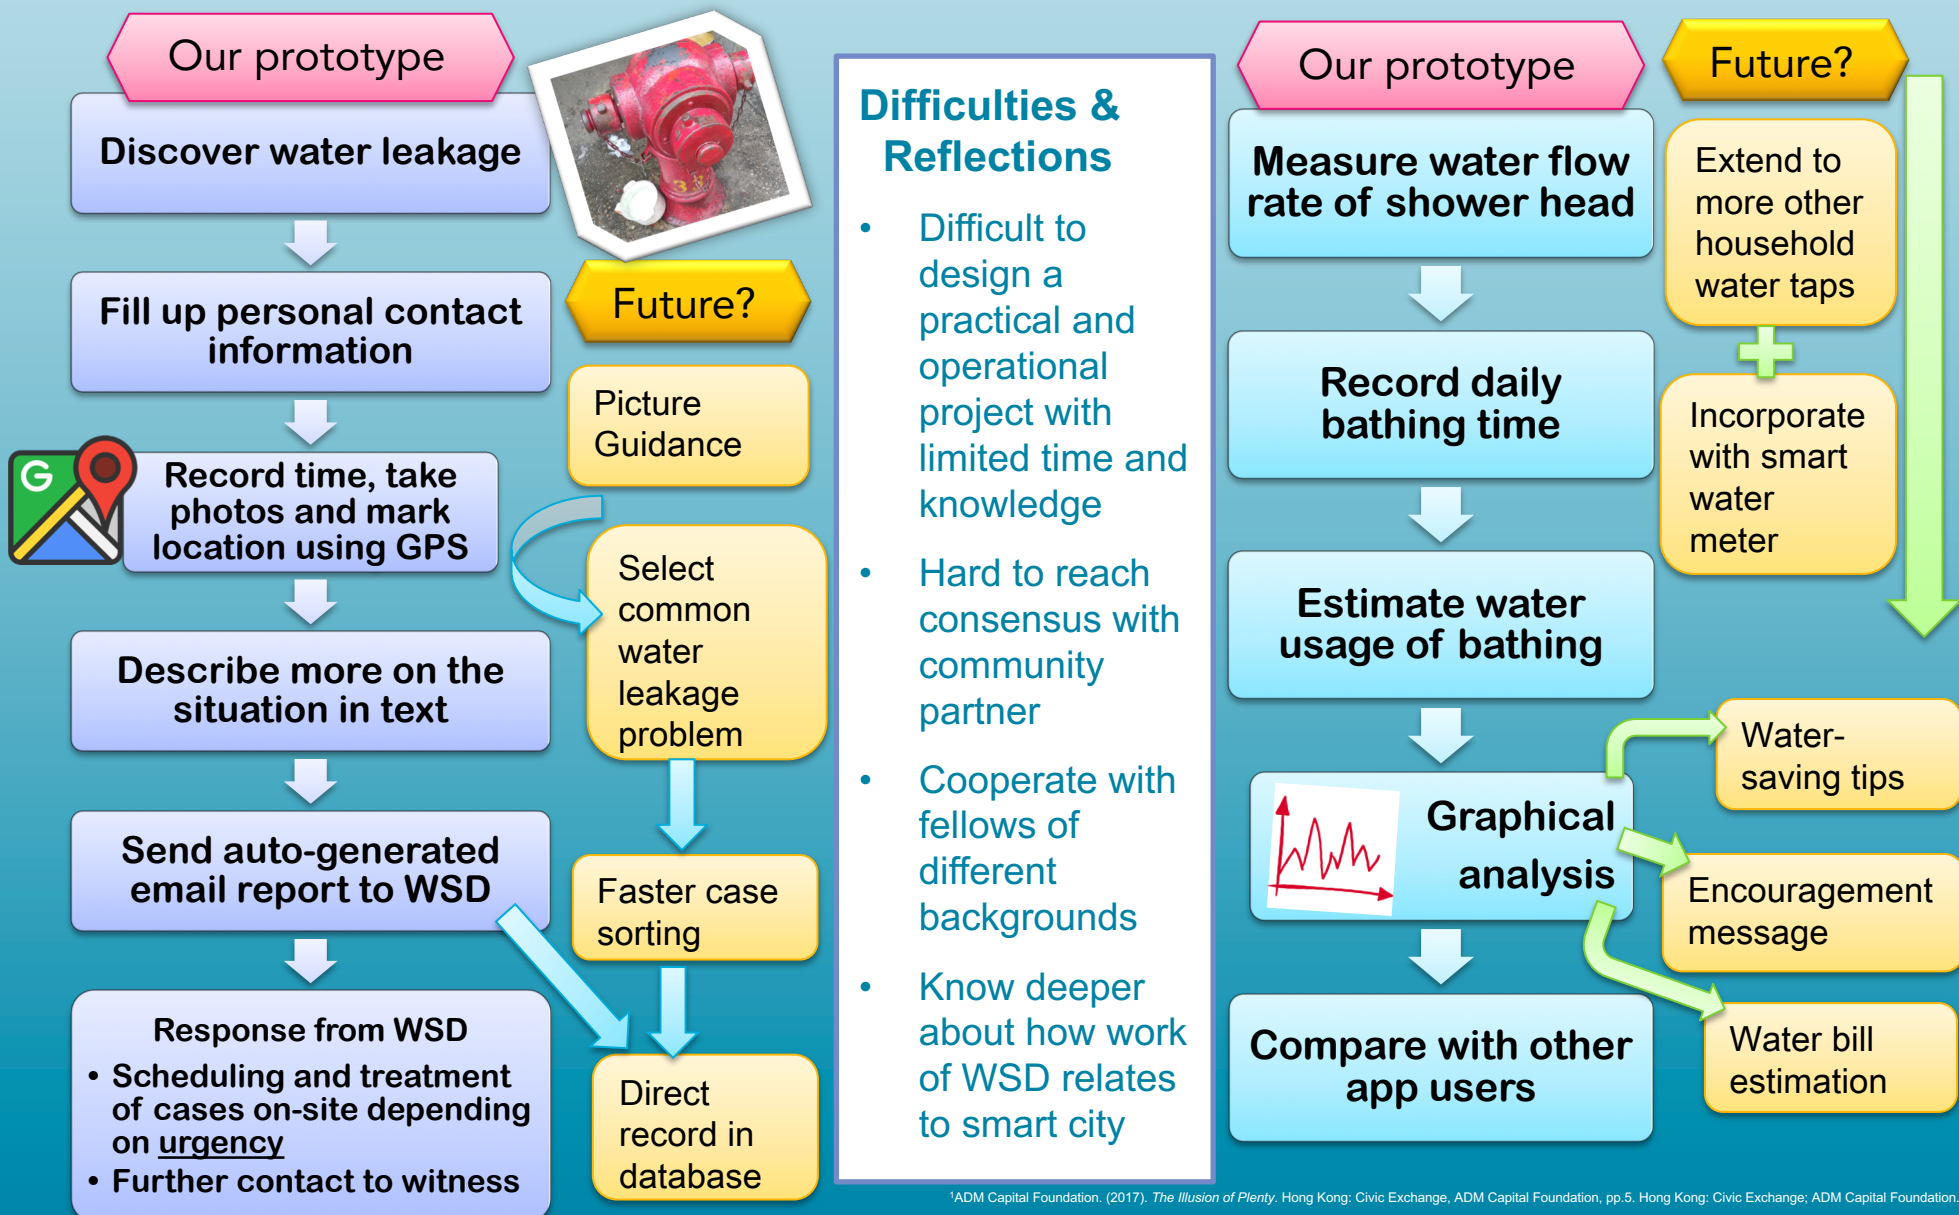 Our prototype
Discover water leakage
Fill up personal contact
information
G
Record time, take
photos and mark
location using GPS
Describe more on the
situation in text
Send auto-generated
email report to WSD
Response from WSD
• Scheduling and treatment
of cases on-site depending
on urgency
• Further contact to witness
Future?
Picture
Guidance
Select
common
water
leakage
problem
Faster case
sorting
Direct
record in
database
Difficulties &
Reflections
• Difficult to
design a
practical and
operational
project with
limited time and
knowledge
• Hard to reach
consensus with
community
partner
• Cooperate with
fellows of
different
backgrounds
• Know deeper
about how work
of WSD relates
to smart city
Our prototype
Measure water flow
rate of shower head
Record daily
bathing time
Estimate water
usage of bathing
Graphical
analysis
Compare with other
app users
Future?
Extend to
more other
household
water taps
Incorporate
with smart
water
meter
Water-
saving tips
Encouragement
message
Water bill
estimation
¹ADM Capital Foundation. (2017). The Illusion of Plenty. Hong Kong: Civic Exchange, ADM Capital Foundation, pp.5. Hong Kong: Civic Exchange; ADM Capital Foundation.